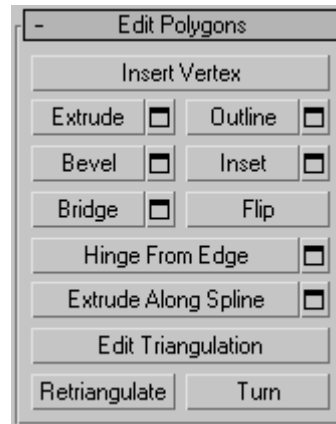 - Edit Polygons
Insert Vertex
Extrude Outline
Bevel Inset
Bridge Flip
Hinge From Edge
Extrude Along Spline
Edit Triangulation
Retriangulate Turn